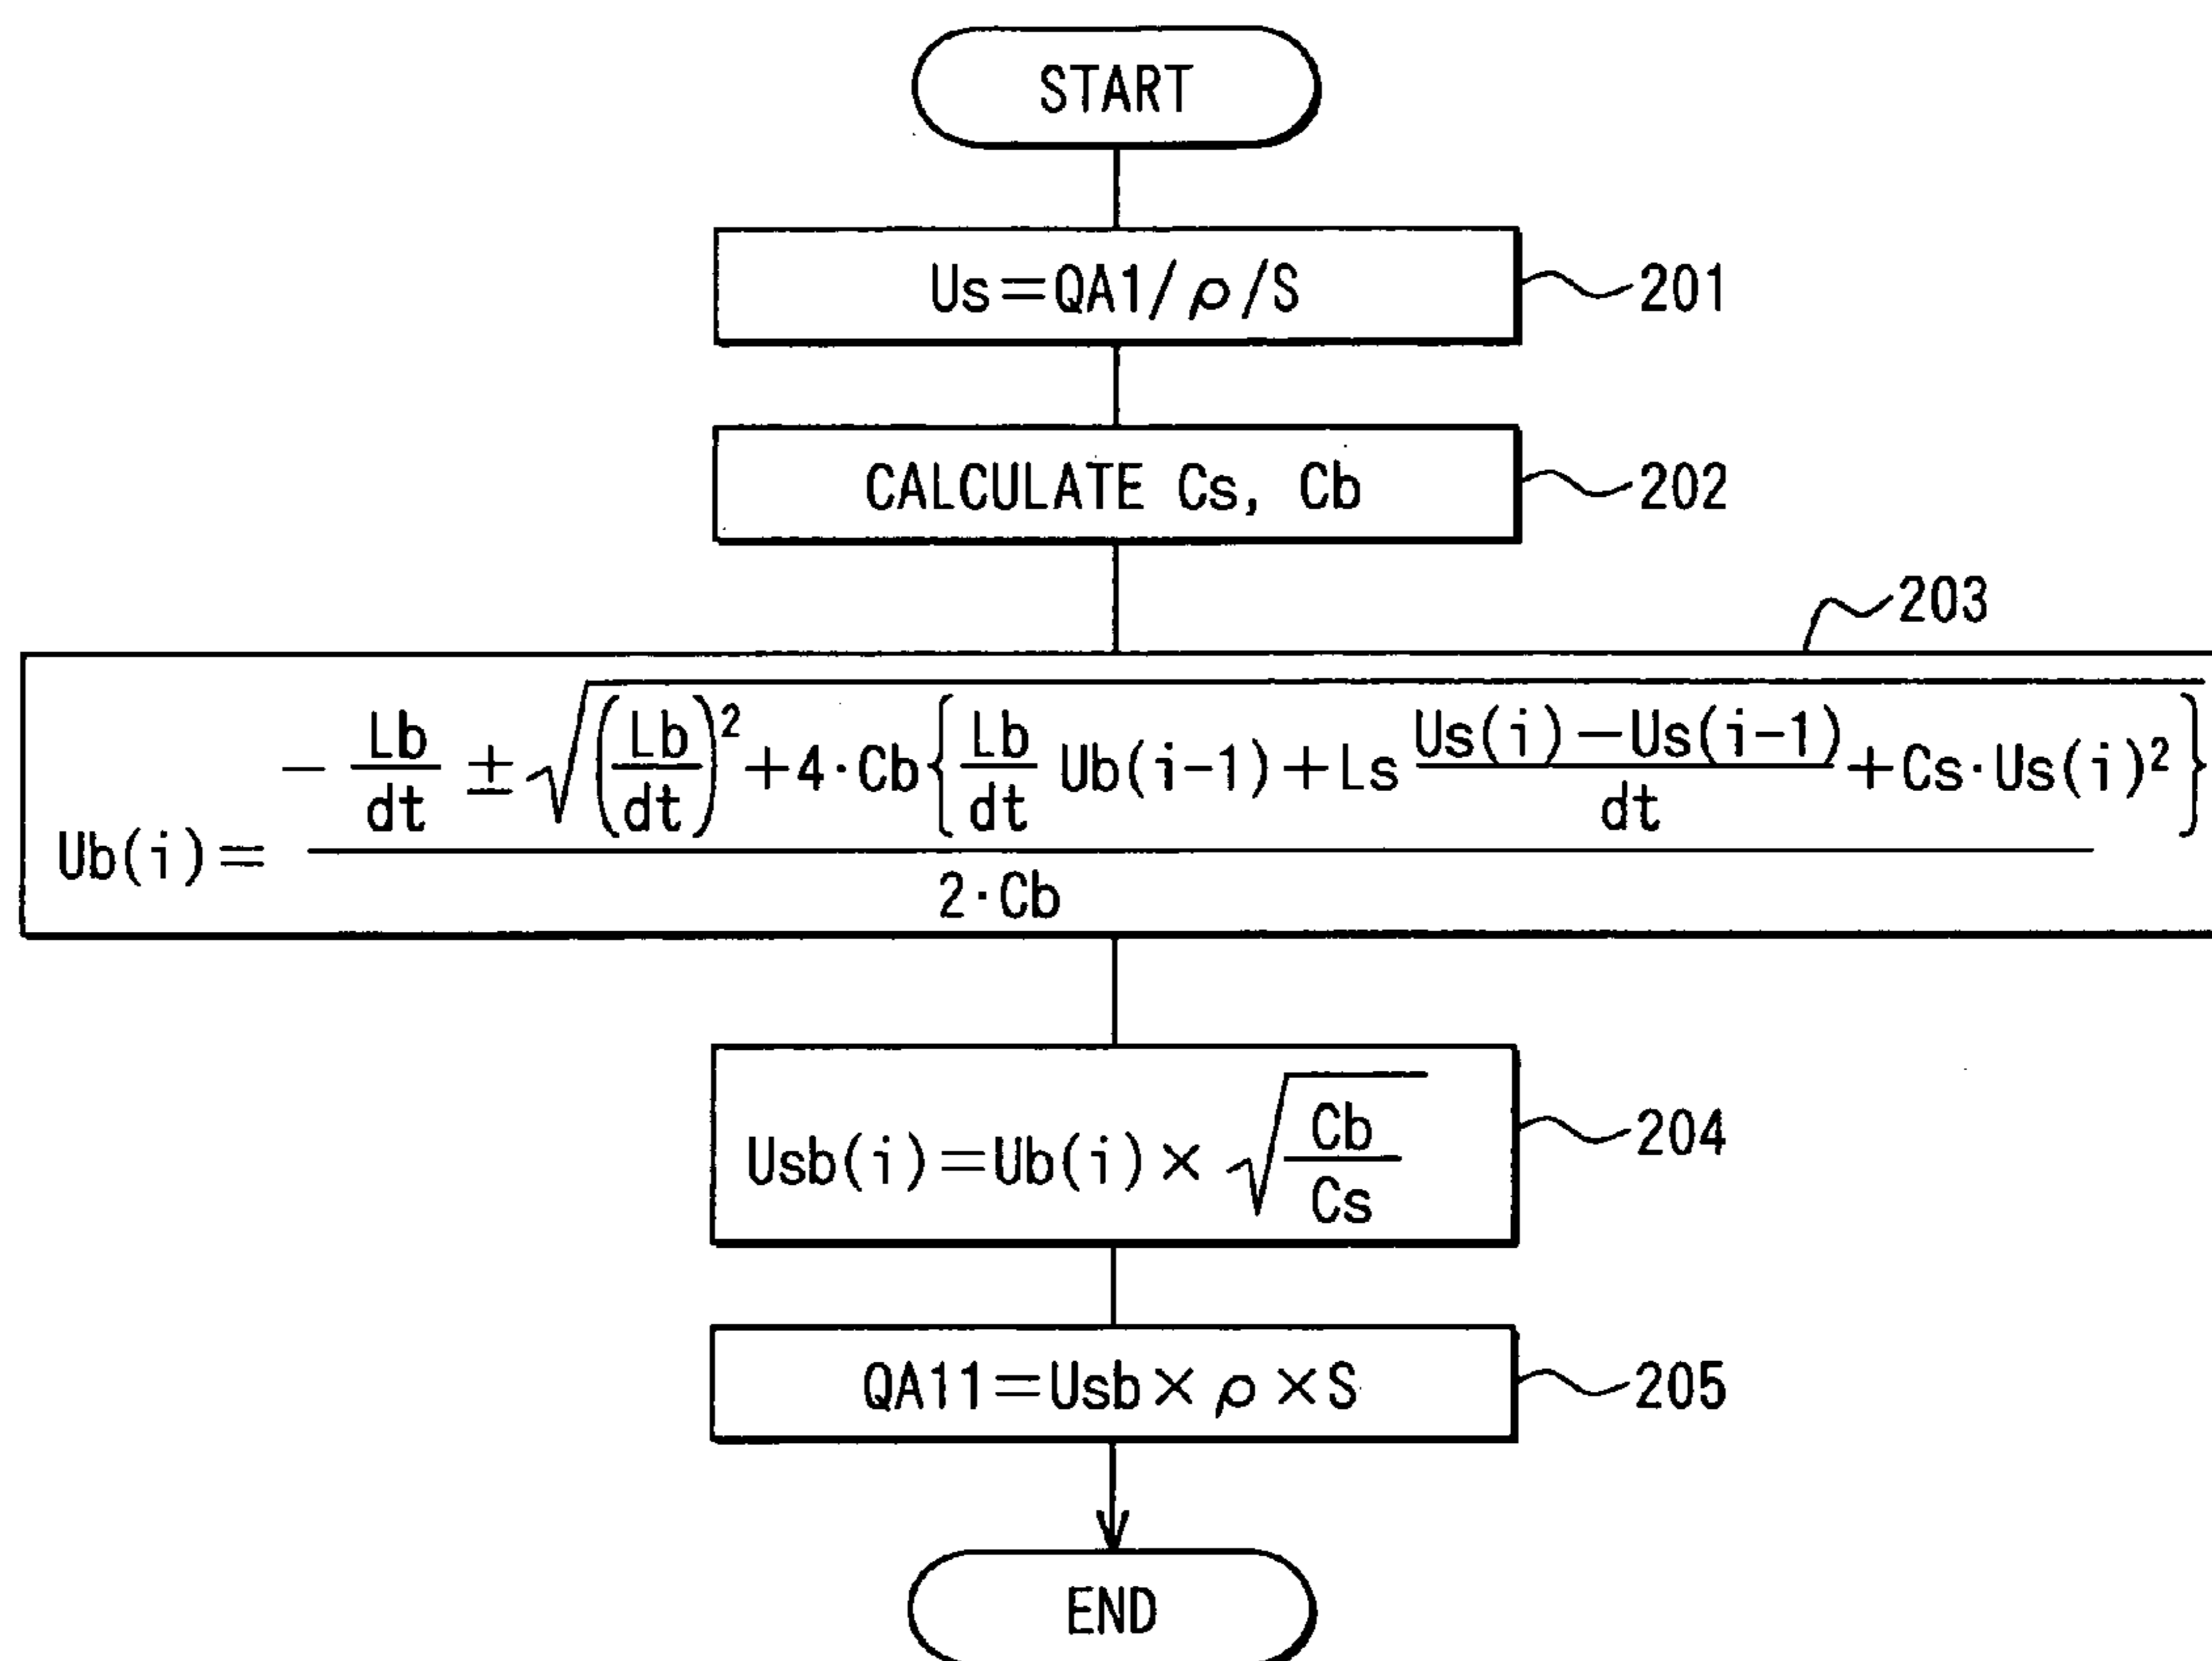 START
Us=QA1/ρ/S
201
CALCULATE Cs, Cb
202
203
Ub(i)= − Lb/dt ± √(Lb/dt)² +4·Cb{Lb/dt Ub(i-1)+Ls Us(i)−Us(i-1)/dt +Cs·Us(i)²}
2·Cb
Usb(i)=Ub(i)× √Cb/Cs
204
QA11=Usb×ρ×S
205
END